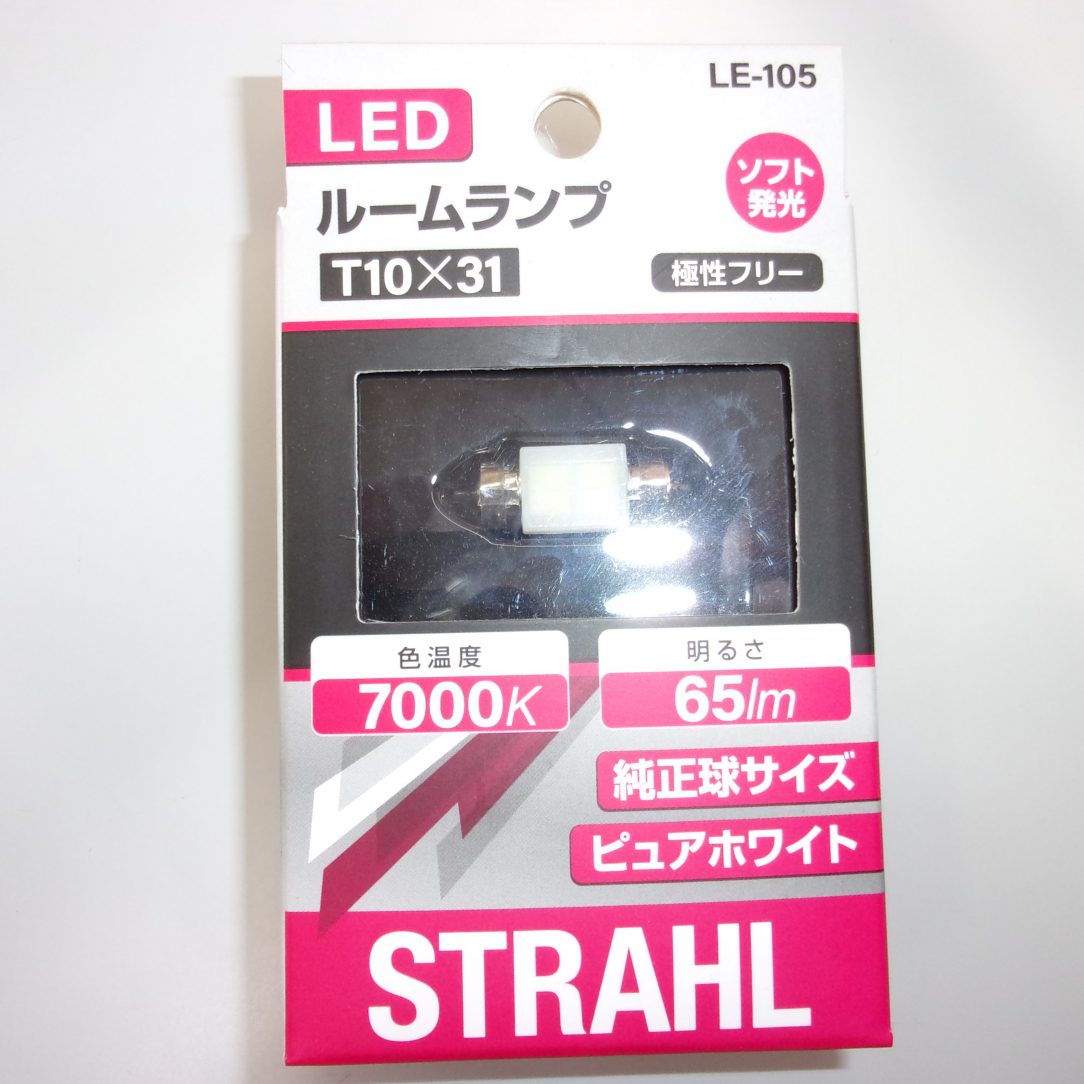 LE-105
LED
ソフト
発光
ルームランプ
T10×31
極性フリー
色温度
7000K
明るさ
65lm
純正球サイズ
ピュアホワイト
STRAHL